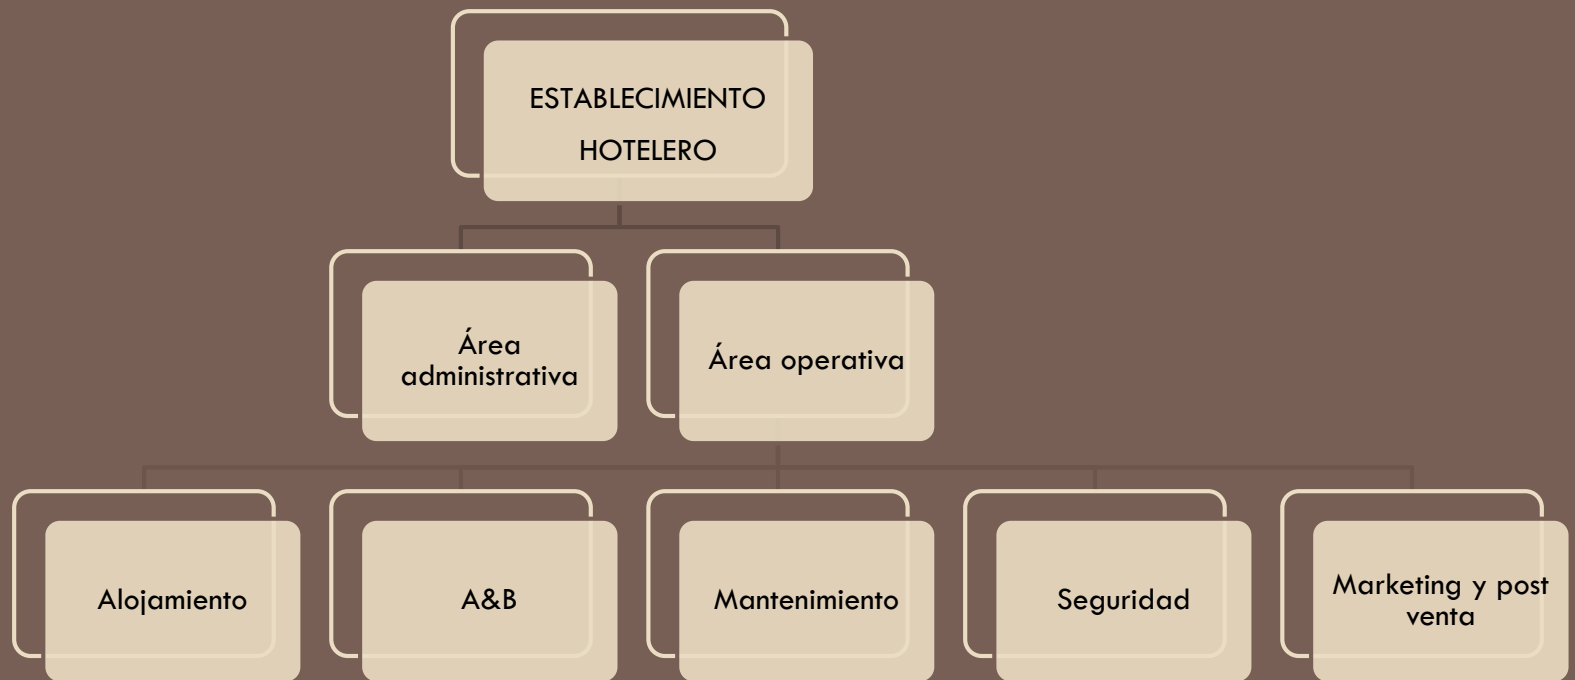 ESTABLECIMIENTO
HOTELERO
Área
administrativa
Área operativa
Alojamiento
A&B
Mantenimiento
Seguridad
Marketing y post
venta